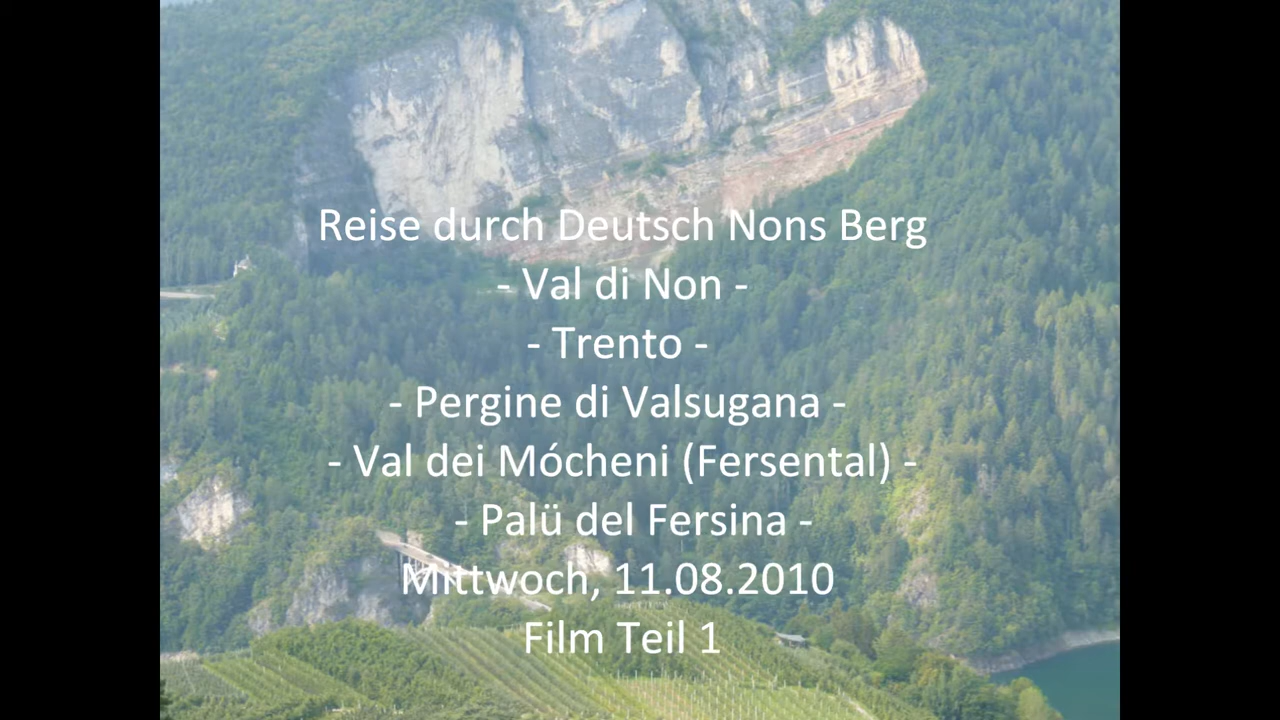 Reise durch Deutsch Nons Berg
- Val di Non -
- Trento -
- Pergine di Valsugana -
- Val dei Mócheni (Fersental) -
- Palü del Fersina -
Mittwoch, 11.08.2010
Film Teil 1